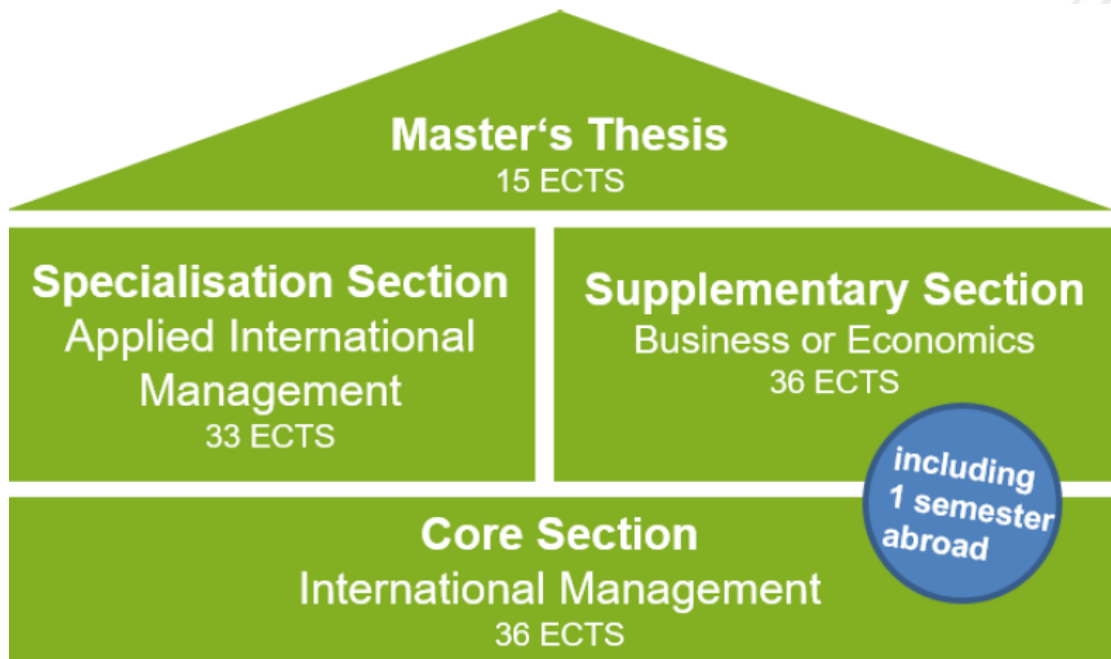 Master‘s Thesis
15 ECTS
Specialisation Section
Applied International
Management
33 ECTS
Supplementary Section
Business or Economics
36 ECTS
including
1 semester
abroad
Core Section
International Management
36 ECTS